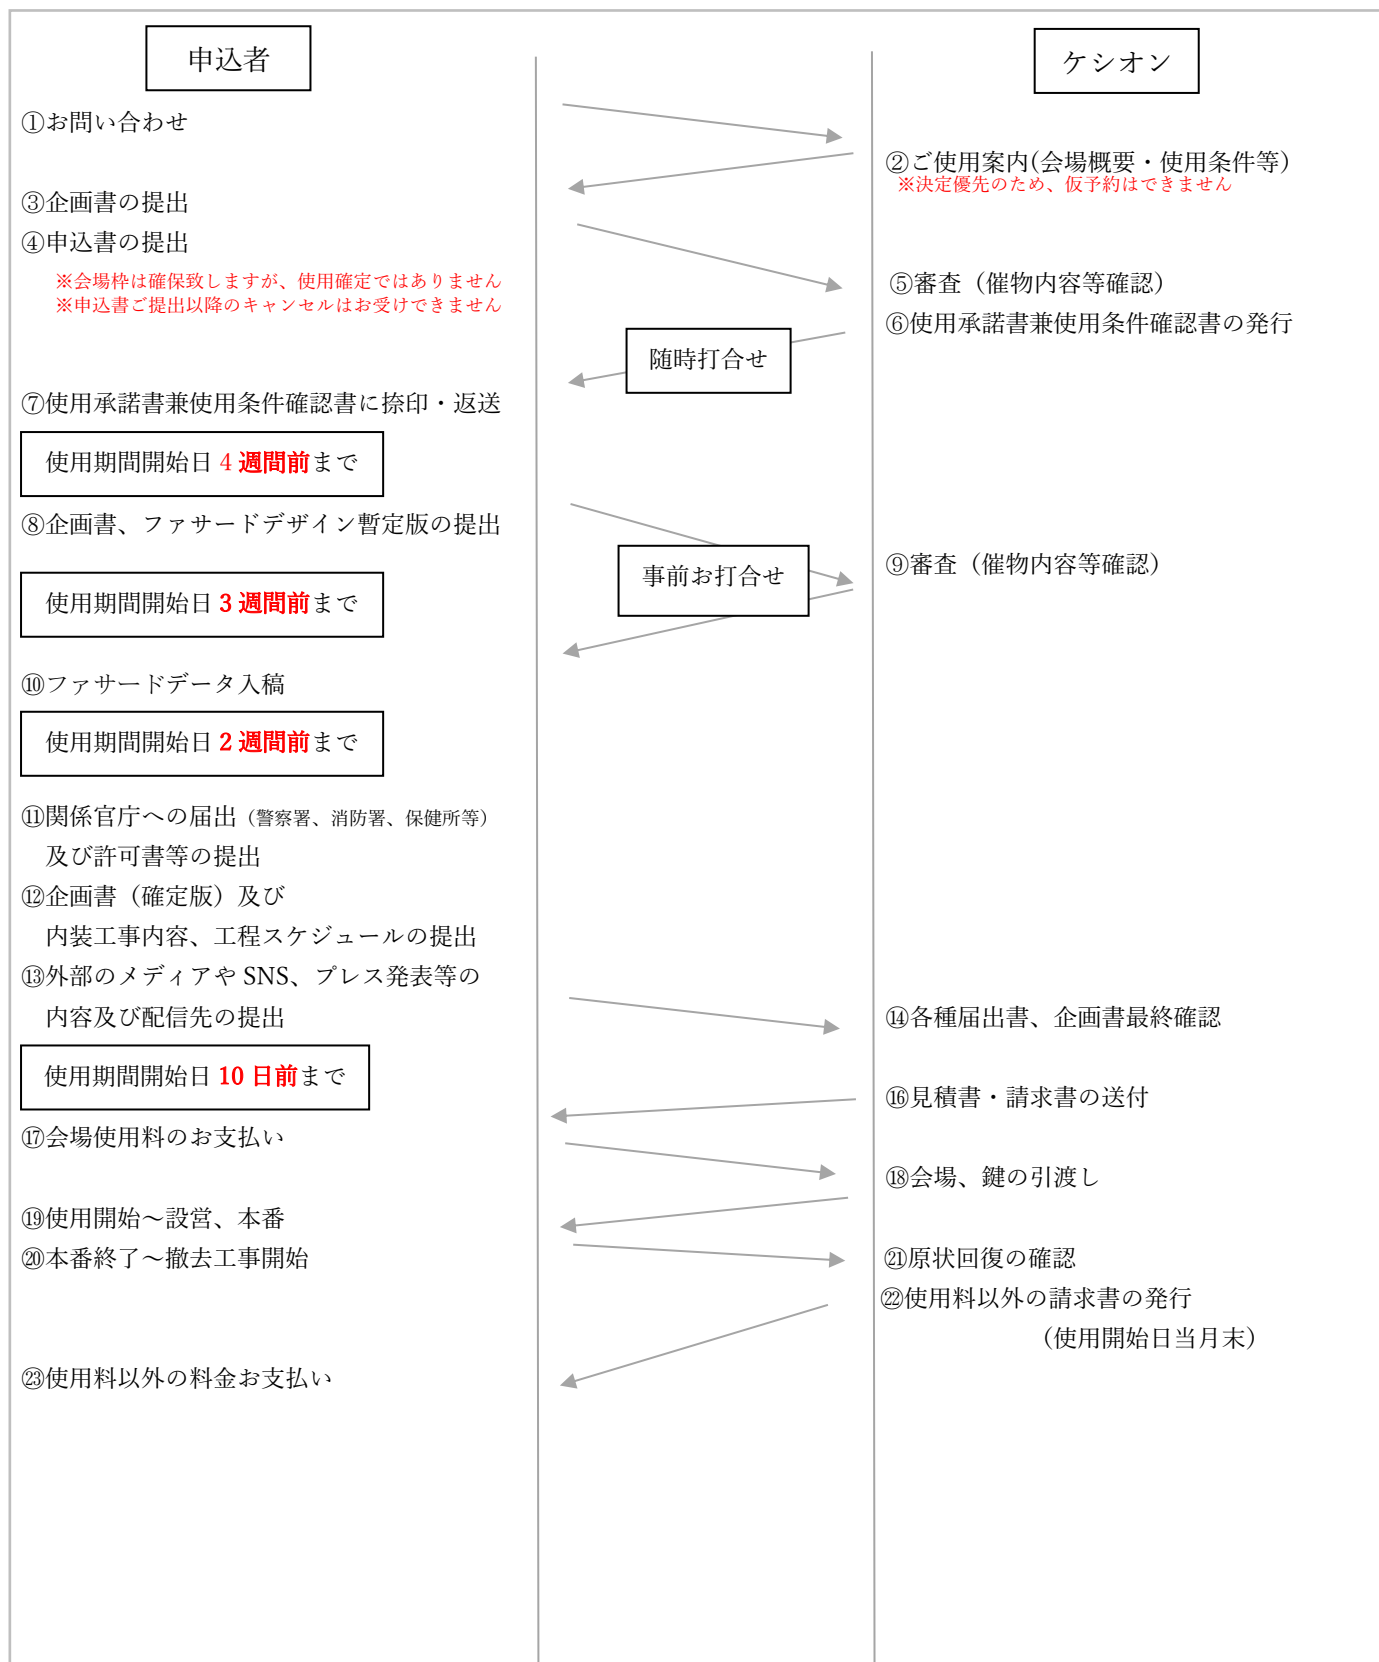 申込者
ケシオン
①お問い合わせ
②ご使用案内(会場概要・使用条件等)
※決定優先のため、仮予約はできません
③企画書の提出
④申込書の提出
※会場枠は確保致しますが、使用確定ではありません
※申込書ご提出以降のキャンセルはお受けできません
⑤審査（催物内容等確認）
⑥使用承諾書兼使用条件確認書の発行
随時打合せ
⑦使用承諾書兼使用条件確認書に捺印・返送
使用期間開始日 4 週間前まで
⑧企画書、ファサードデザイン暫定版の提出
事前お打合せ
⑨審査（催物内容等確認）
使用期間開始日 3 週間前まで
⑩ファサードデータ入稿
使用期間開始日 2 週間前まで
⑪関係官庁への届出（警察署、消防署、保健所等）
及び許可書等の提出
⑫企画書（確定版）及び
内装工事内容、工程スケジュールの提出
⑬外部のメディアや SNS、プレス発表等の
内容及び配信先の提出
⑭各種届出書、企画書最終確認
使用期間開始日 10 日前まで
⑯見積書・請求書の送付
⑰会場使用料のお支払い
⑱会場、鍵の引渡し
⑲使用開始～設営、本番
⑳本番終了～撤去工事開始
㉑原状回復の確認
㉒使用料以外の請求書の発行
（使用開始日当月末）
㉓使用料以外の料金お支払い